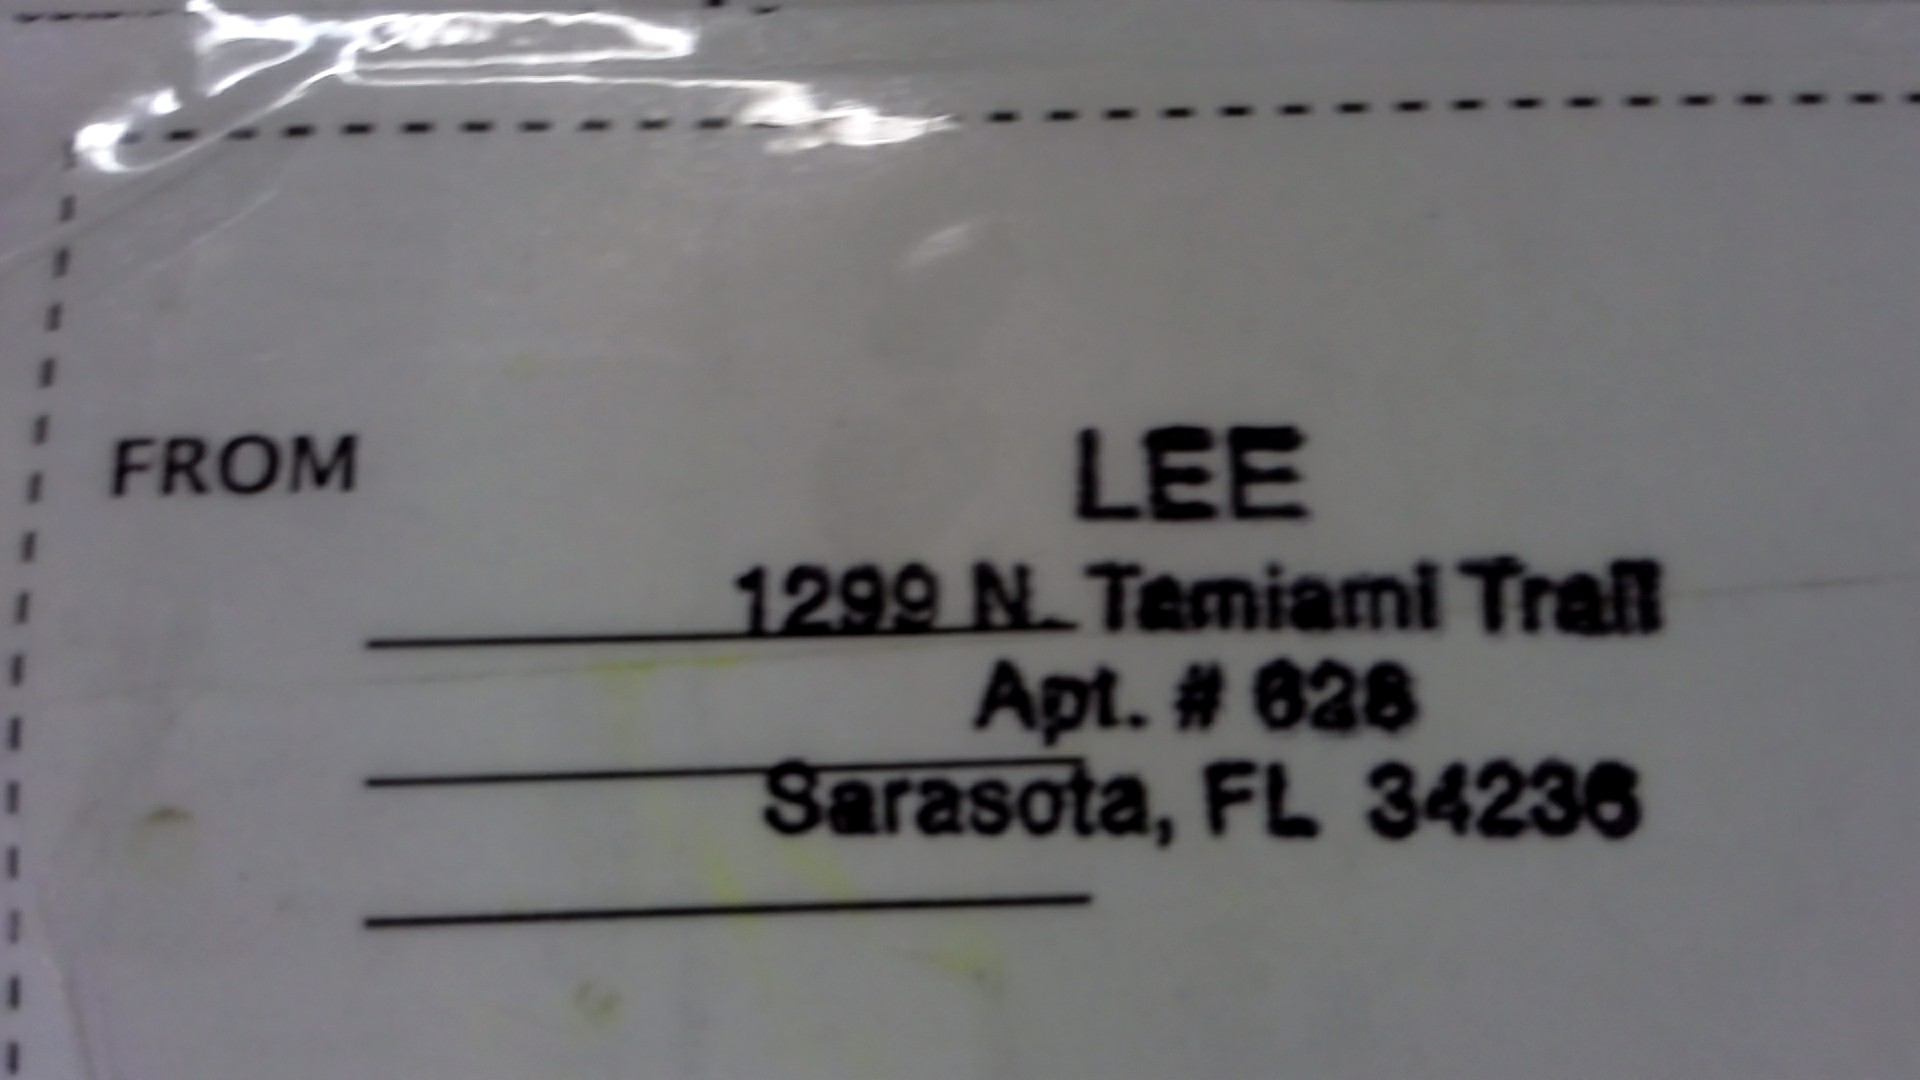 FROM
LEE
1299 N. Tamiami Trail
Apt. # 628
Sarasota, FL 34236